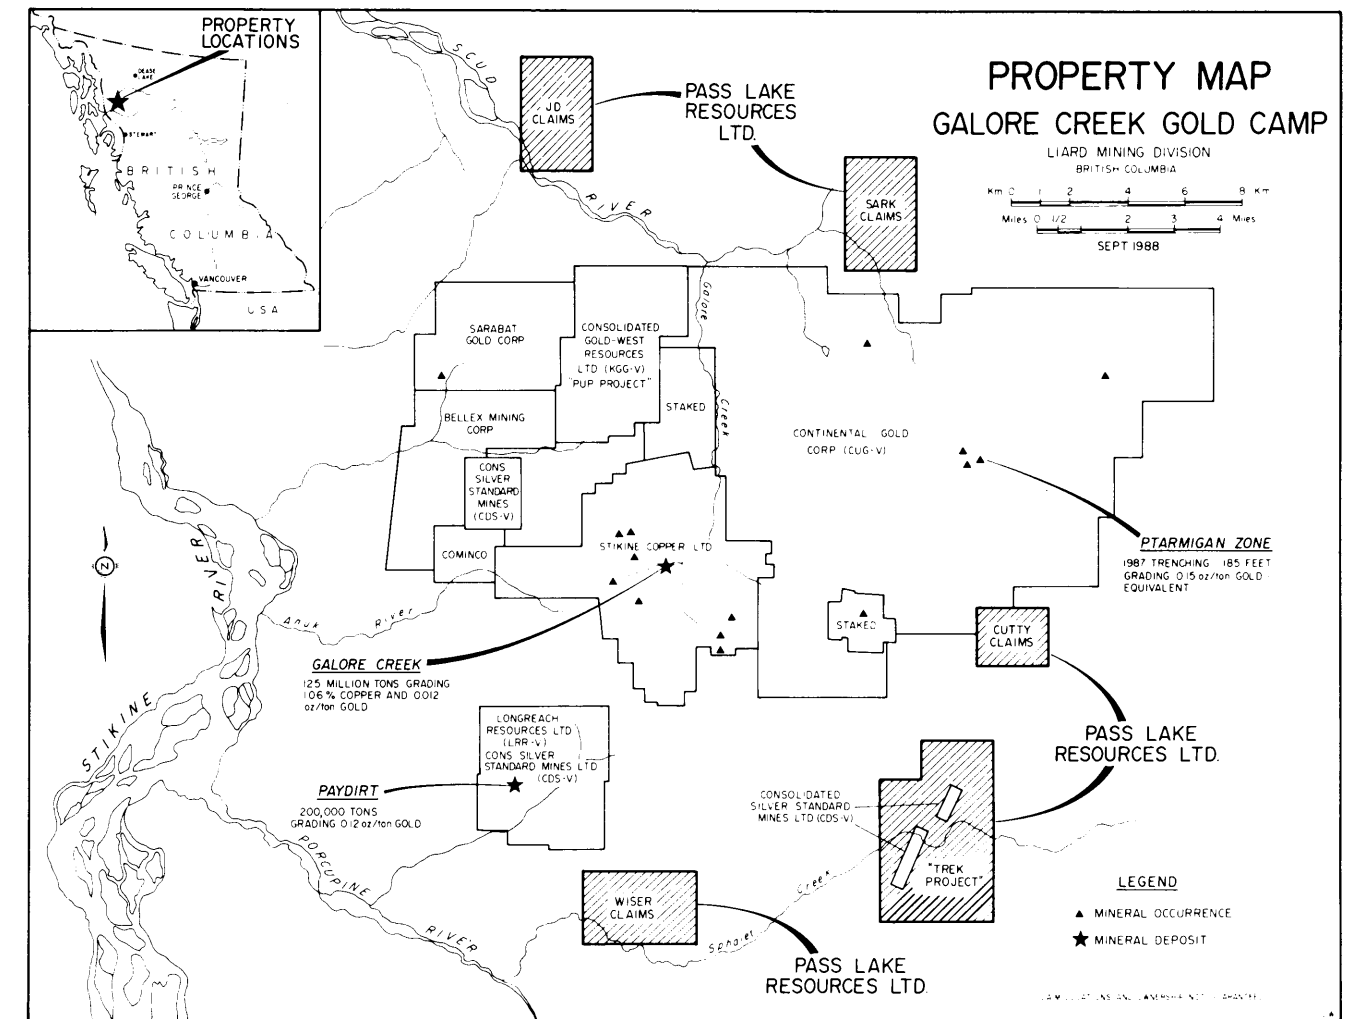 PROPERTY
LOCATIONS
DEASE
LAKE
STEWART
BRITISH
PRINCE
GEORGE
COLUMBIA
VANCOUVER
USA
SCUD
RIVER
JD
CLAIMS
PASS LAKE
RESOURCES
LTD.
SARK
CLAIMS
PROPERTY MAP
GALORE CREEK GOLD CAMP
LIARD MINING DIVISION
BRITISH COLUMBIA
Km 0 1 2 4 6 8 Km
Miles 0 1/2 2 3 4 Miles
SEPT 1988
Galore
Creek
SARABAT
GOLD CORP
CONSOLIDATED
GOLD-WEST
RESOURCES
LTD (KGG-V)
"PUP PROJECT"
STAKED
BELLEX MINING
CORP
CONS
SILVER
STANDARD
MINES
(CDS-V)
COMINCO
CONTINENTAL GOLD
CORP (CUG-V)
STIKINE COPPER LTD
PTARMIGAN ZONE
1987 TRENCHING 185 FEET
GRADING 0.15 oz/ton GOLD
EQUIVALENT
STAKED
CUTTY
CLAIMS
N
RIVER
STIKINE
Anuk River
GALORE CREEK
125 MILLION TONS GRADING
1.06% COPPER AND 0.012
oz/ton GOLD
LONGREACH
RESOURCES LTD
(LRR-V)
CONS SILVER
STANDARD MINES LTD
(CDS-V)
PAYDIRT
200,000 TONS
GRADING 0.12 oz/ton GOLD
PASS LAKE
RESOURCES LTD.
CONSOLIDATED
SILVER STANDARD
MINES LTD (CDS-V)
"TREK
PROJECT"
PORCUPINE
RIVER
WISER
CLAIMS
Sphaler Creek
PASS LAKE
RESOURCES LTD.
LEGEND
MINERAL OCCURRENCE
MINERAL DEPOSIT